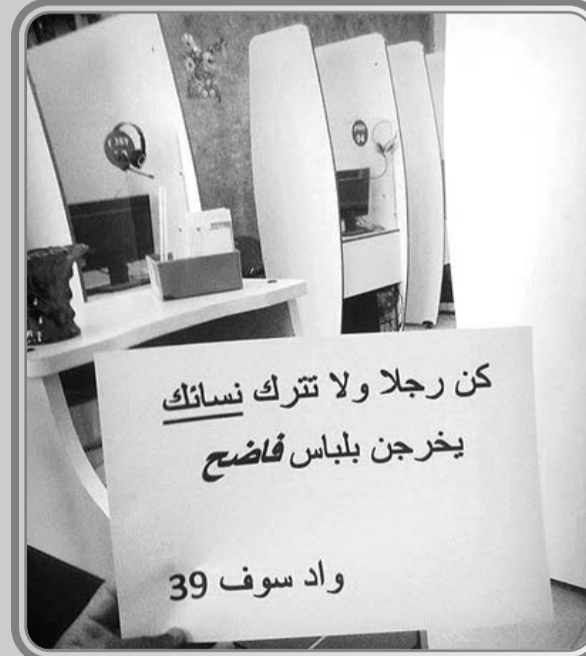 كن رجلا ولا تترك نسائك
يخرجن بلباس فاضح
واد سوف 39